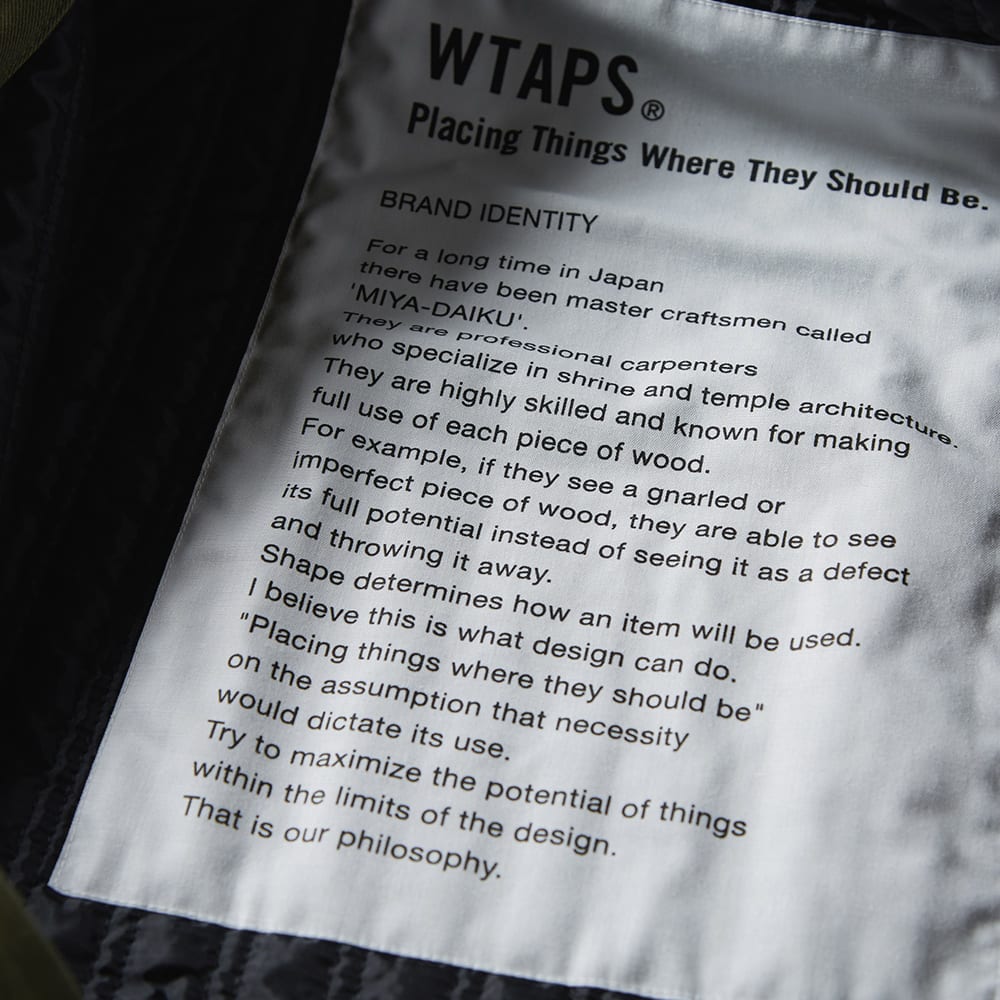 WTAPS®
Placing Things Where They Should Be.
BRAND IDENTITY
For a long time in Japan
there have been master craftsmen called
'MIYA-DAIKU'.
They are professional carpenters
who specialize in shrine and temple architecture.
They are highly skilled and known for making
full use of each piece of wood.
For example, if they see a gnarled or
imperfect piece of wood, they are able to see
its full potential instead of seeing it as a defect
and throwing it away.
Shape determines how an item will be used.
I believe this is what design can do.
"Placing things where they should be"
on the assumption that necessity
would dictate its use.
Try to maximize the potential of things
within the limits of the design.
That is our philosophy.